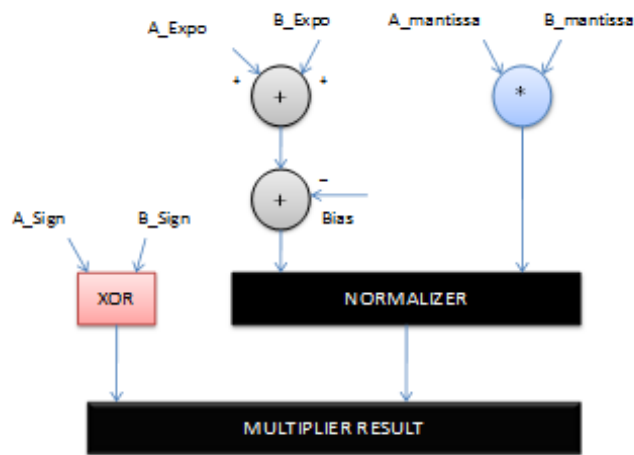 A_Expo
B_Expo
A_mantissa
B_mantissa
+
+
+
*
+
−
Bias
A_Sign
B_Sign
XOR
NORMALIZER
MULTIPLIER RESULT